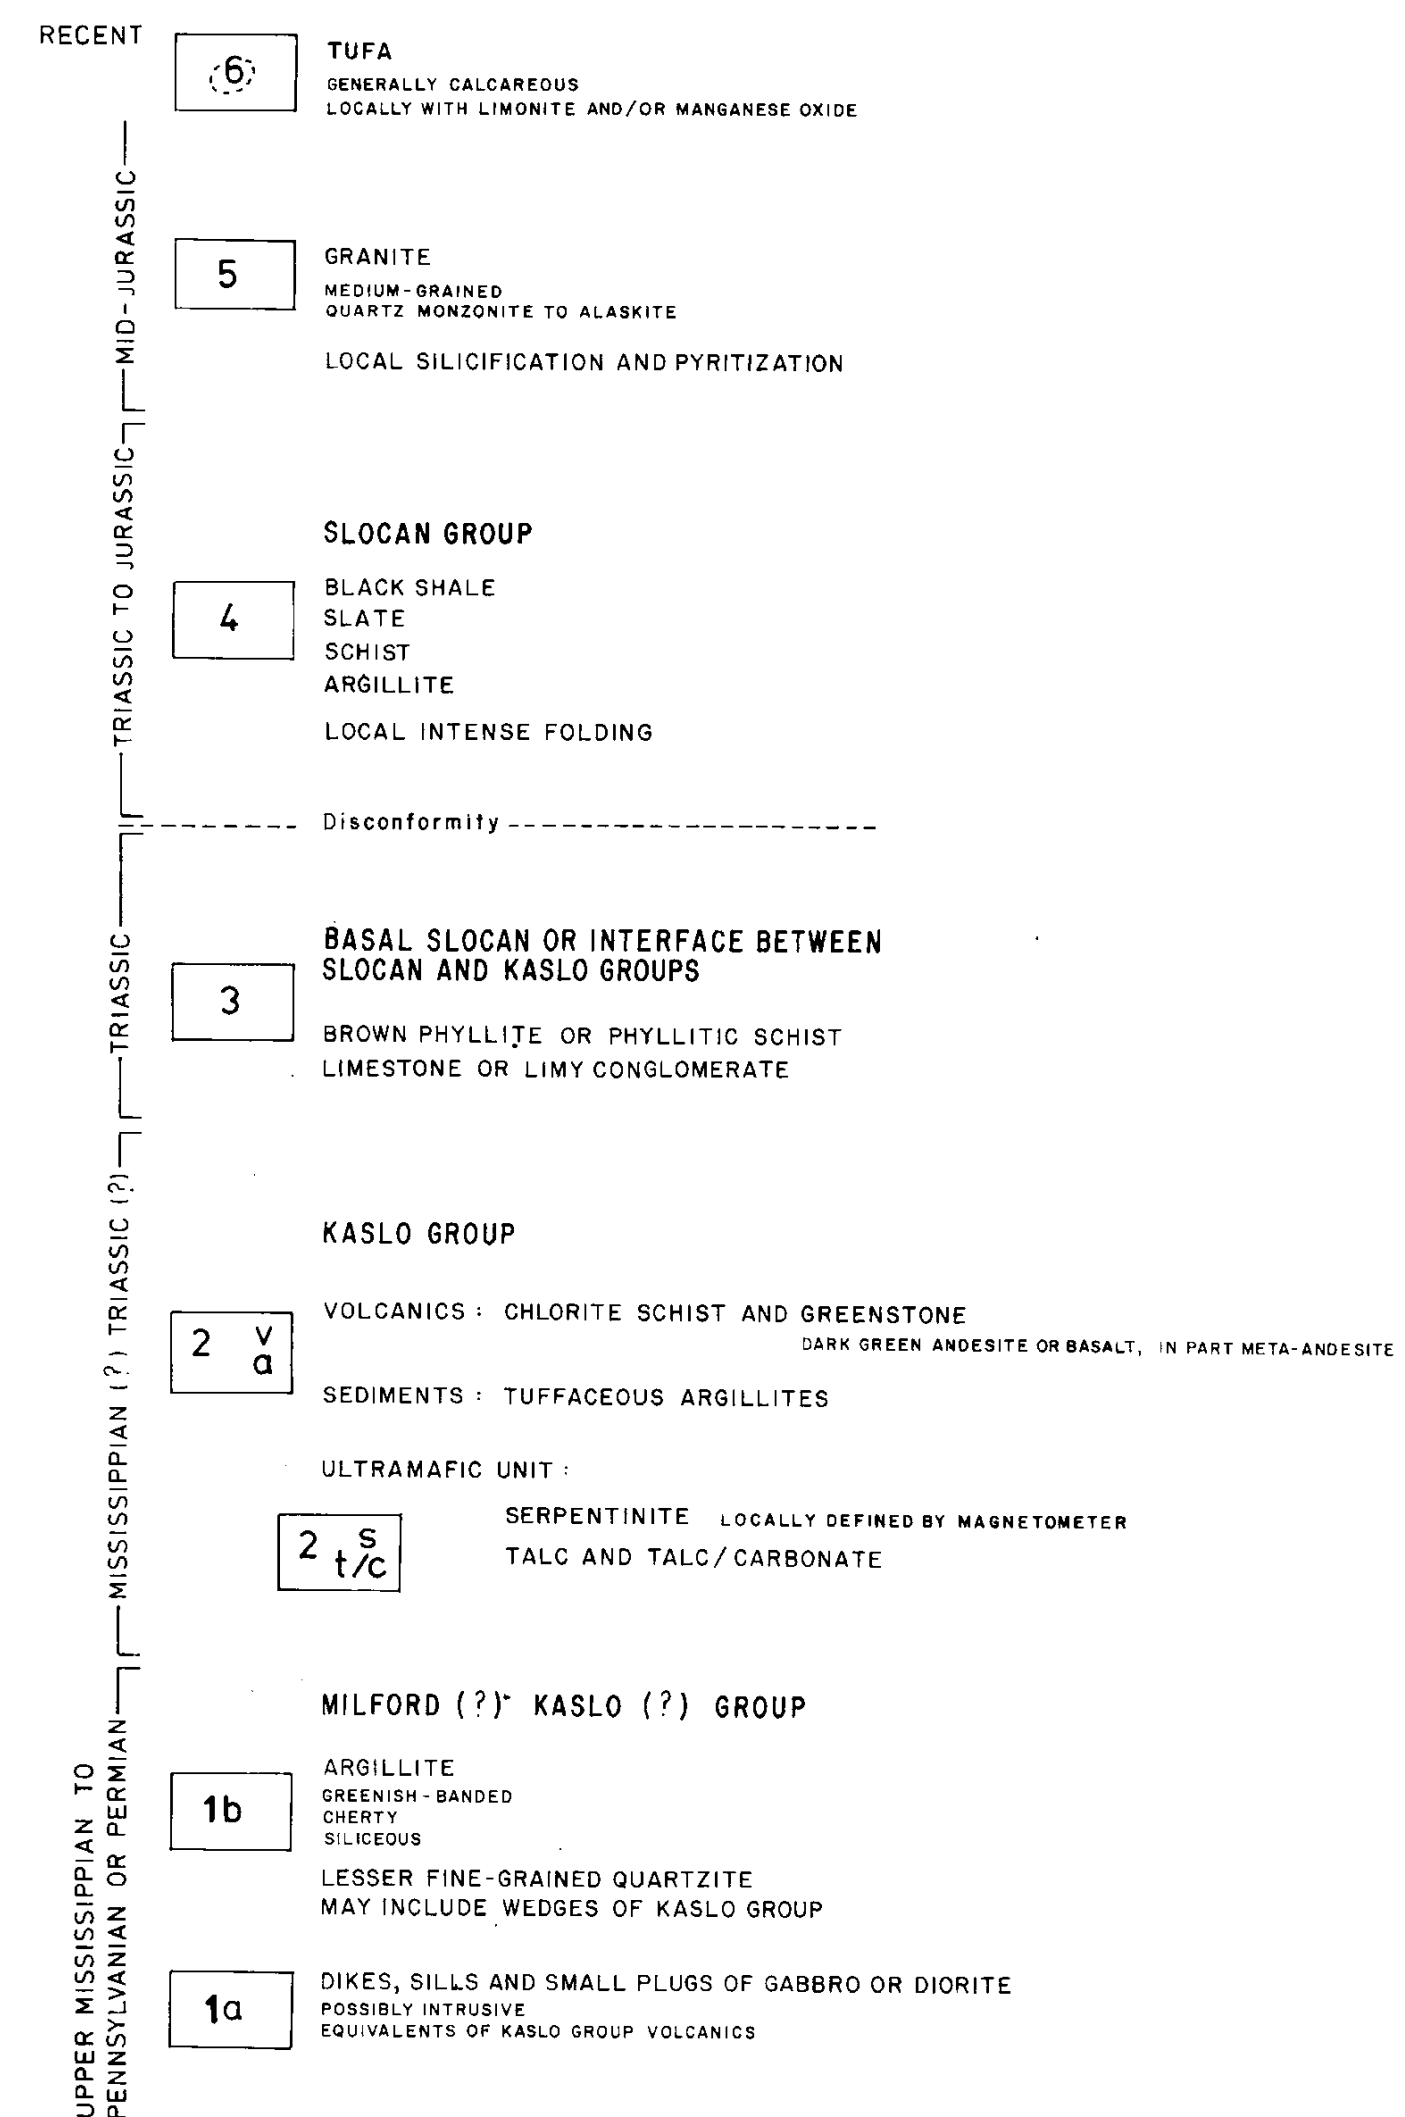 RECENT
6
TUFA
GENERALLY CALCAREOUS
LOCALLY WITH LIMONITE AND/OR MANGANESE OXIDE
MID-JURASSIC
5
GRANITE
MEDIUM-GRAINED
QUARTZ MONZONITE TO ALASKITE
LOCAL SILICIFICATION AND PYRITIZATION
TRIASSIC TO JURASSIC
SLOCAN GROUP
4
BLACK SHALE
SLATE
SCHIST
ARGILLITE
LOCAL INTENSE FOLDING
Disconformity
TRIASSIC
BASAL SLOCAN OR INTERFACE BETWEEN
SLOCAN AND KASLO GROUPS
3
BROWN PHYLLITE OR PHYLLITIC SCHIST
LIMESTONE OR LIMY CONGLOMERATE
MISSISSIPPIAN (?) TRIASSIC (?)
KASLO GROUP
2 v
a
VOLCANICS : CHLORITE SCHIST AND GREENSTONE
DARK GREEN ANDESITE OR BASALT, IN PART META-ANDESITE
SEDIMENTS : TUFFACEOUS ARGILLITES
ULTRAMAFIC UNIT :
2 s
t/c
SERPENTINITE LOCALLY DEFINED BY MAGNETOMETER
TALC AND TALC/CARBONATE
UPPER MISSISSIPPIAN TO
PENNSYLVANIAN OR PERMIAN
MILFORD (?) KASLO (?) GROUP
1b
ARGILLITE
GREENISH-BANDED
CHERTY
SILICEOUS
LESSER FINE-GRAINED QUARTZITE
MAY INCLUDE WEDGES OF KASLO GROUP
1a
DIKES, SILLS AND SMALL PLUGS OF GABBRO OR DIORITE
POSSIBLY INTRUSIVE
EQUIVALENTS OF KASLO GROUP VOLCANICS